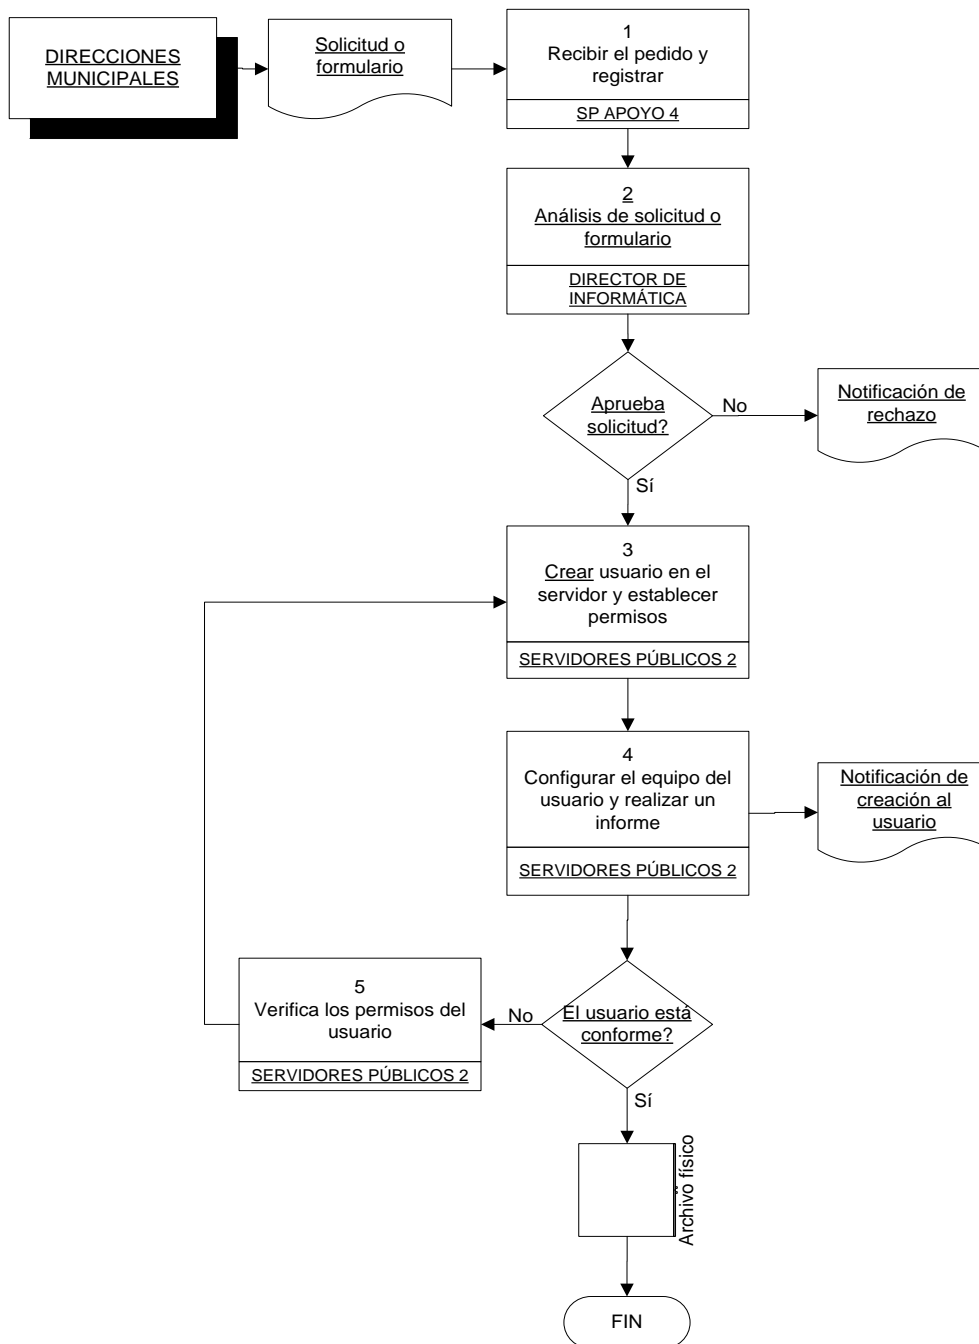 DIRECCIONES
MUNICIPALES
Solicitud o
formulario
1
Recibir el pedido y
registrar
SP APOYO 4
2
Análisis de solicitud o
formulario
DIRECTOR DE
INFORMÁTICA
Aprueba
solicitud?
No
Notificación de
rechazo
Sí
3
Crear usuario en el
servidor y establecer
permisos
SERVIDORES PÚBLICOS 2
4
Configurar el equipo del
usuario y realizar un
informe
SERVIDORES PÚBLICOS 2
Notificación de
creación al
usuario
El usuario está
conforme?
No
5
Verifica los permisos del
usuario
SERVIDORES PÚBLICOS 2
Sí
Archivo físico
FIN